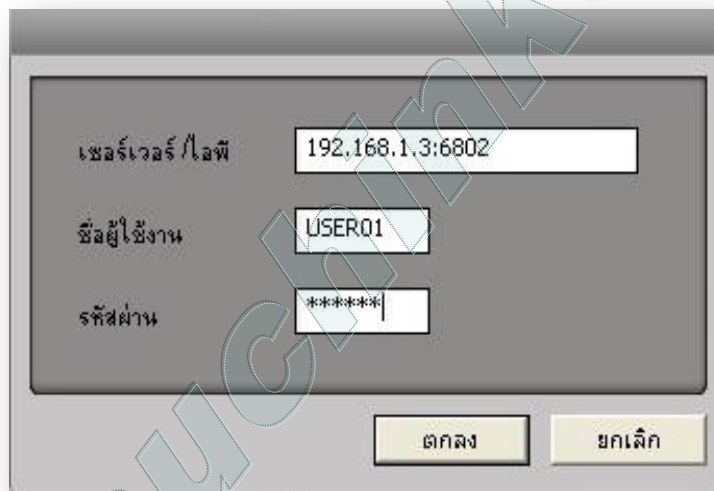 เซอร์เวอร์/ไอพี 192.168.1.3:6802
ชื่อผู้ใช้งาน USER01
รหัสผ่าน ******
ตกลง ยกเลิก